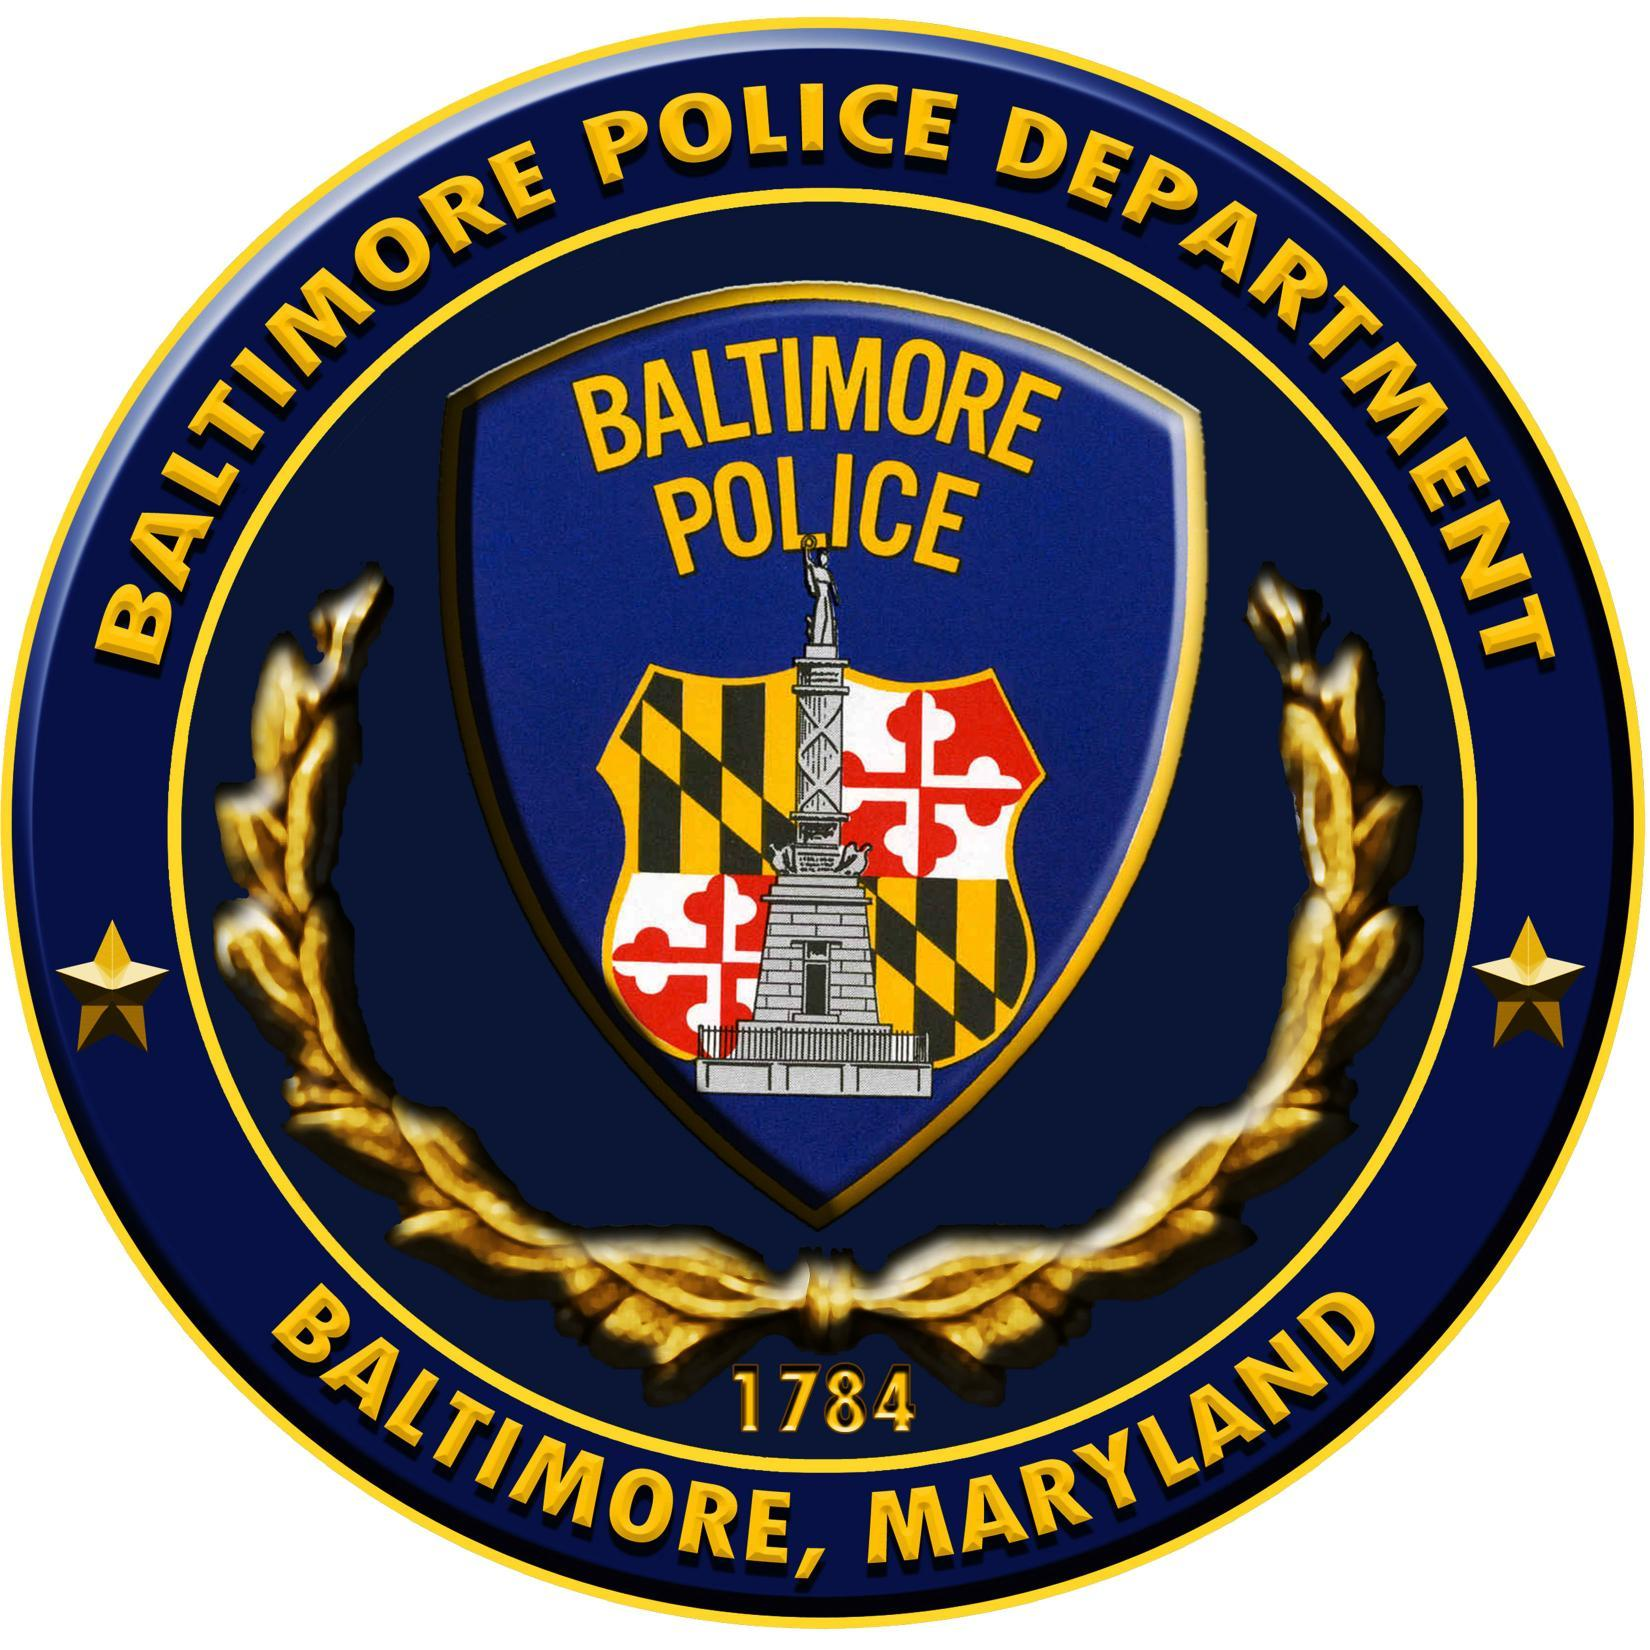 BALTIMORE POLICE DEPARTMENT
BALTIMORE
POLICE
1784
BALTIMORE, MARYLAND